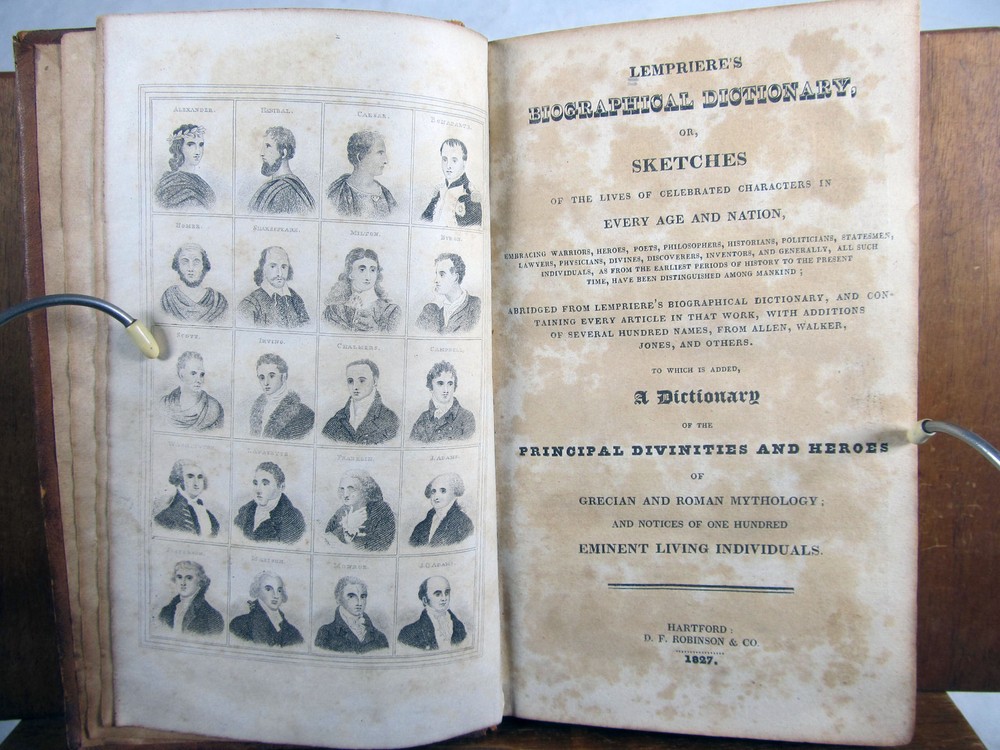 ALEXANDER.
HANIBAL.
CAESAR.
BONAPARTE.
HOMER.
SHAKESPEARE.
MILTON.
BYRON.
SCOTT.
IRVING.
CHALMERS.
CAMPBELL.
LAFAYETTE.
FRANKLIN.
J. ADAMS.
JEFFERSON.
MADISON.
MONROE.
J.Q. ADAMS.
LEMPRIERE'S
BIOGRAPHICAL DICTIONARY,
OR,
SKETCHES
OF THE LIVES OF CELEBRATED CHARACTERS IN
EVERY AGE AND NATION,
EMBRACING WARRIORS, HEROES, POETS, PHILOSOPHERS, HISTORIANS, POLITICIANS, STATESMEN,
LAWYERS, PHYSICIANS, DIVINES, DISCOVERERS, INVENTORS, AND GENERALLY, ALL SUCH
INDIVIDUALS, AS FROM THE EARLIEST PERIODS OF HISTORY TO THE PRESENT
TIME, HAVE BEEN DISTINGUISHED AMONG MANKIND;
ABRIDGED FROM LEMPRIERE'S BIOGRAPHICAL DICTIONARY, AND CON-
TAINING EVERY ARTICLE IN THAT WORK, WITH ADDITIONS
OF SEVERAL HUNDRED NAMES, FROM ALLEN, WALKER,
JONES, AND OTHERS.
TO WHICH IS ADDED,
A Dictionary
OF THE
PRINCIPAL DIVINITIES AND HEROES
OF
GRECIAN AND ROMAN MYTHOLOGY;
AND NOTICES OF ONE HUNDRED
EMINENT LIVING INDIVIDUALS.
HARTFORD:
D. F. ROBINSON & CO.
1827.